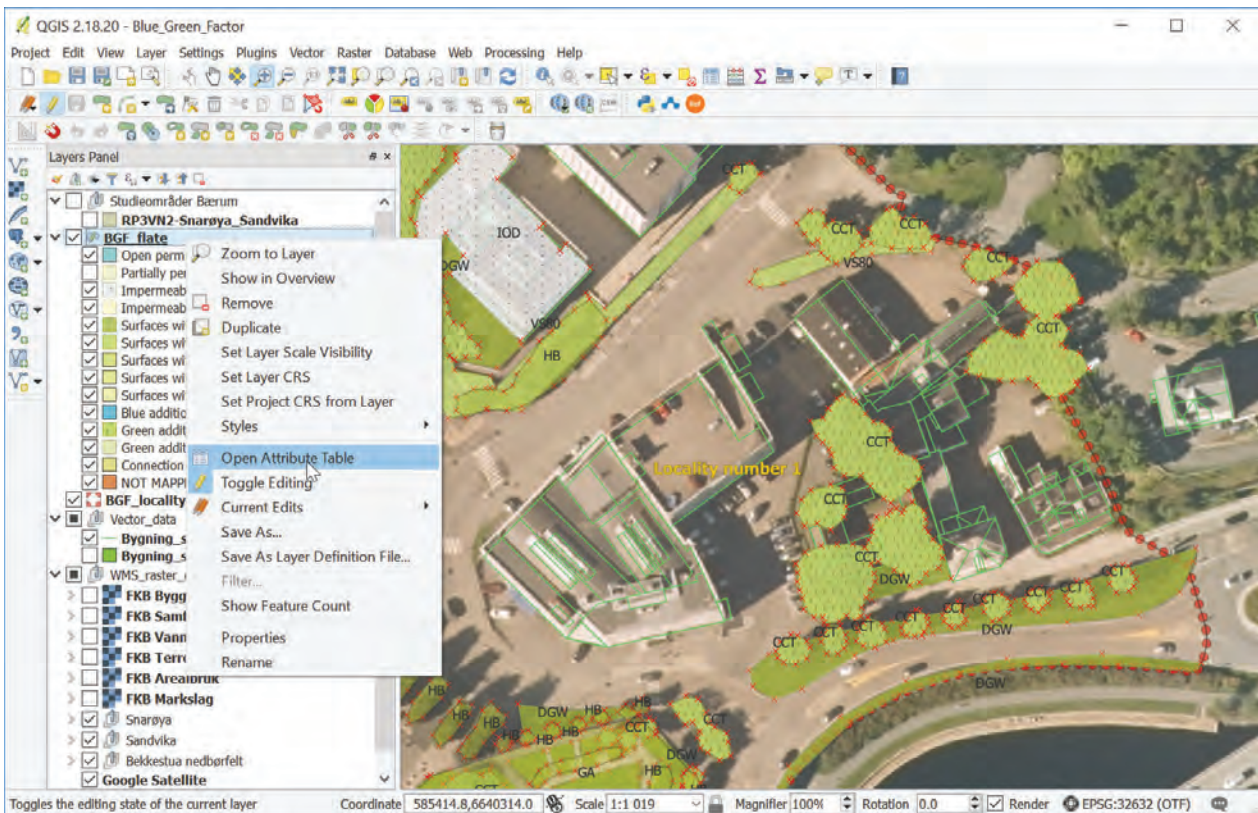 QGIS 2.18.20 - Blue_Green_Factor
Project Edit View Layer Settings Plugins Vector Raster Database Web Processing Help
Layers Panel
Studieområder Bærum
RP3VN2-Snarøya_Sandvika
BGF_flate
Open perm
Partially pe
Impermeab
Impermeab
Surfaces wi
Surfaces wi
Surfaces wi
Surfaces wi
Surfaces wi
Blue additio
Green addit
Green addit
Connection
NOT MAPP
BGF_locality
Vector_data
Bygning_s
Bygning_s
WMS_raster_
FKB Bygg
FKB Saml
FKB Vann
FKB Terre
FKB Arealbruk
FKB Markslag
Snarøya
Sandvika
Bekkestua nedbørfelt
Google Satellite
Zoom to Layer
Show in Overview
Remove
Duplicate
Set Layer Scale Visibility
Set Layer CRS
Set Project CRS from Layer
Styles
Open Attribute Table
Toggle Editing
Current Edits
Save As...
Save As Layer Definition File...
Filter...
Show Feature Count
Properties
Rename
CCT
IOD
DGW
CCT
CCT
CCT
VS80
CCT
VS80
HB
CCT
Locality number 1
CCT
CCT
DGW
CCT
CCT
CCT
CCT
CCT
CCT
CCT
CCT
DGW
DGW
HB
HB
HB
HB
DGW
HB
HB
HB
HB
CCT
CCT
DGW
GA
HB
CCT
Toggles the editing state of the current layer Coordinate 585414.8,6640314.0 Scale 1:1 019 Magnifier 100% Rotation 0.0 Render EPSG:32632 (OTF)